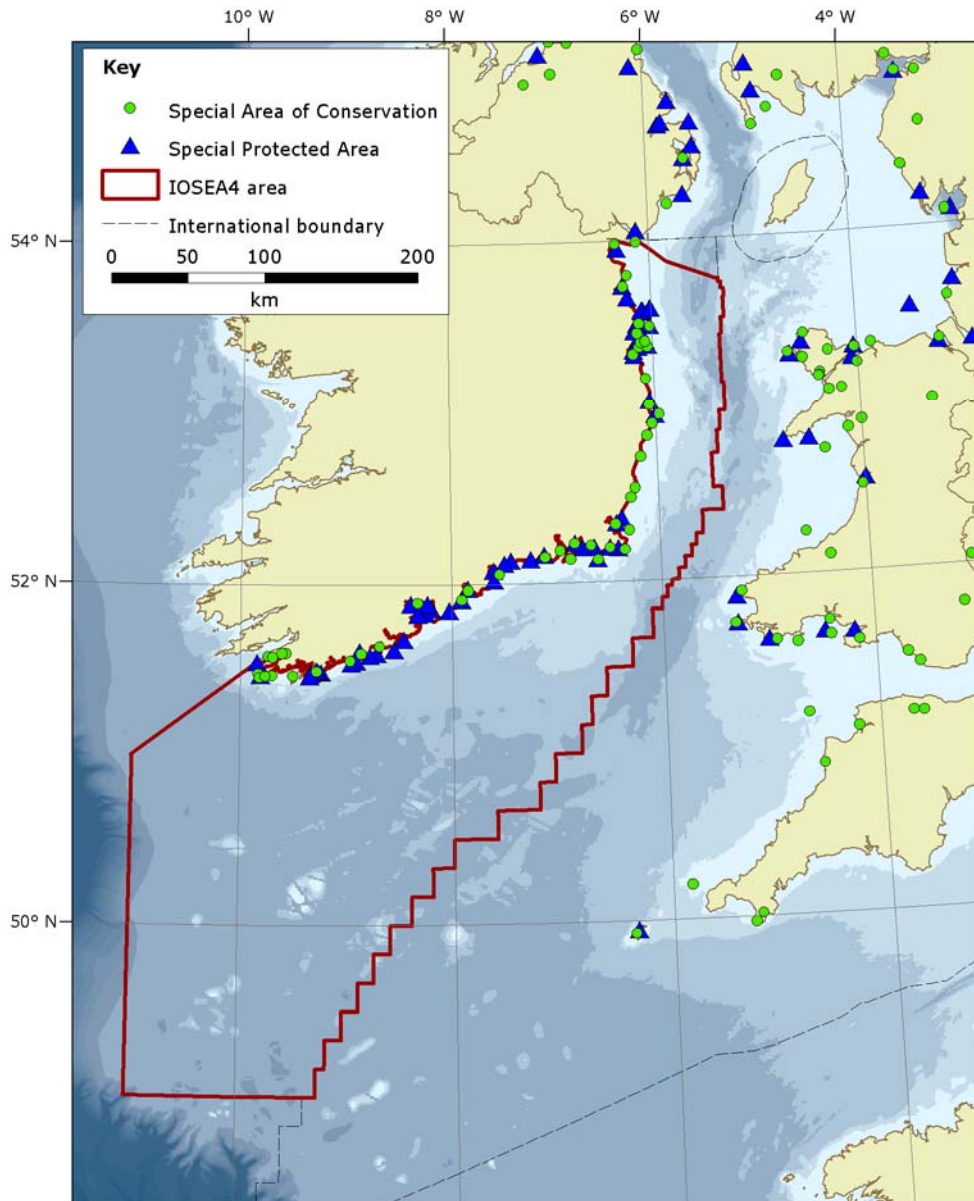 10° W 8° W 6° W 4° W
Key
Special Area of Conservation
Special Protected Area
IOSEA4 area
International boundary
0 50 100 200
km
54° N
52° N
50° N